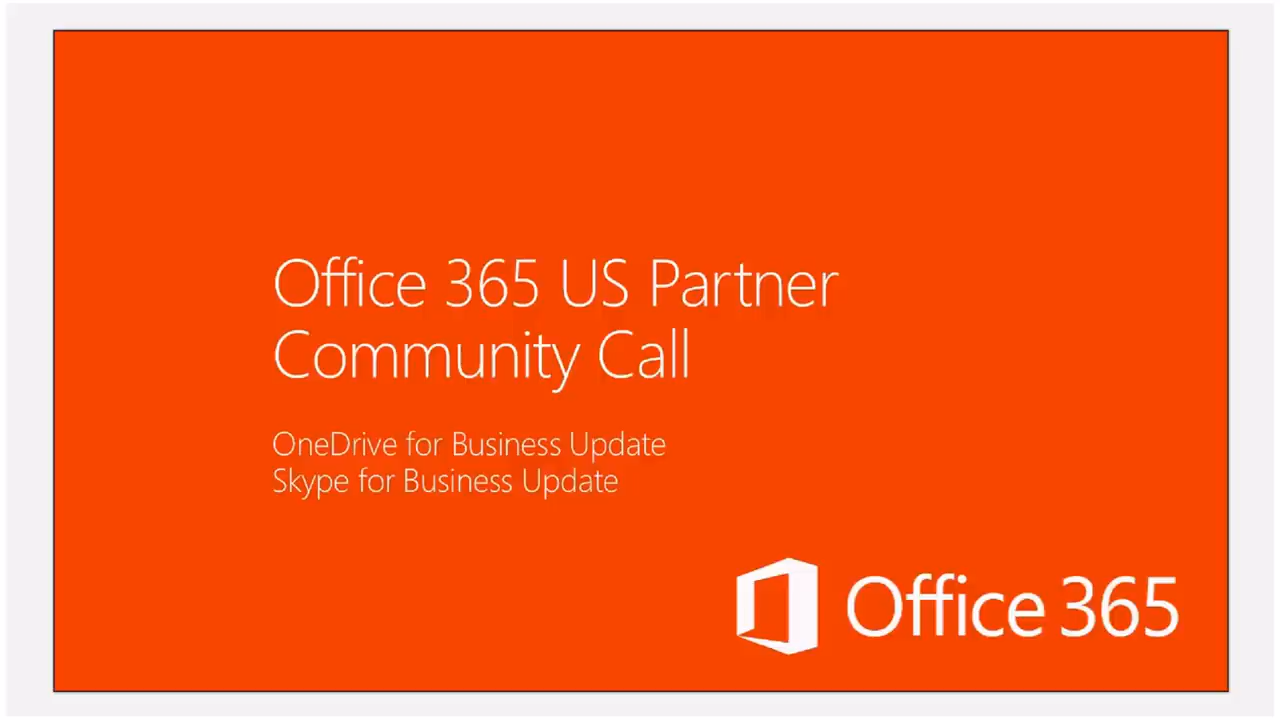 Office 365 US Partner
Community Call
OneDrive for Business Update
Skype for Business Update
Office 365